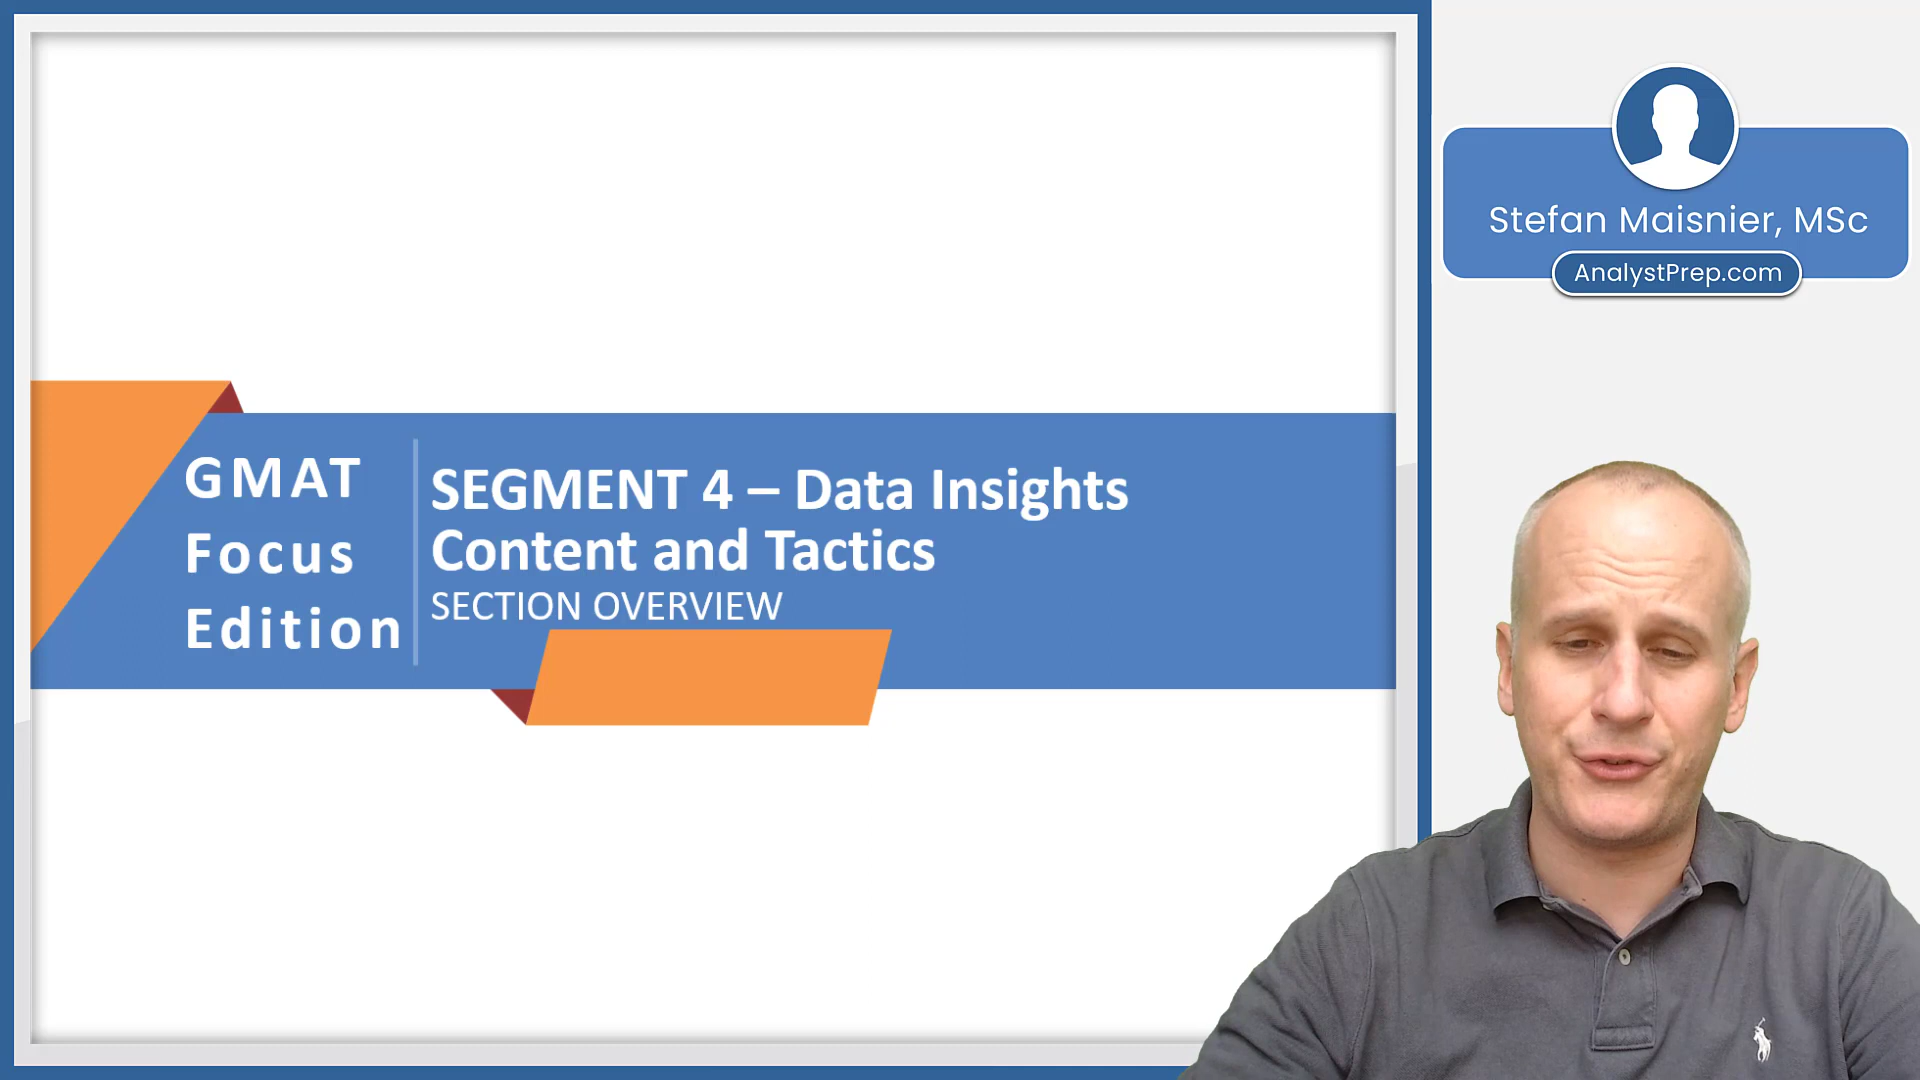 GMAT
Focus
Edition
SEGMENT 4 – Data Insights
Content and Tactics
SECTION OVERVIEW
Stefan Maisnier, MSc
AnalystPrep.com